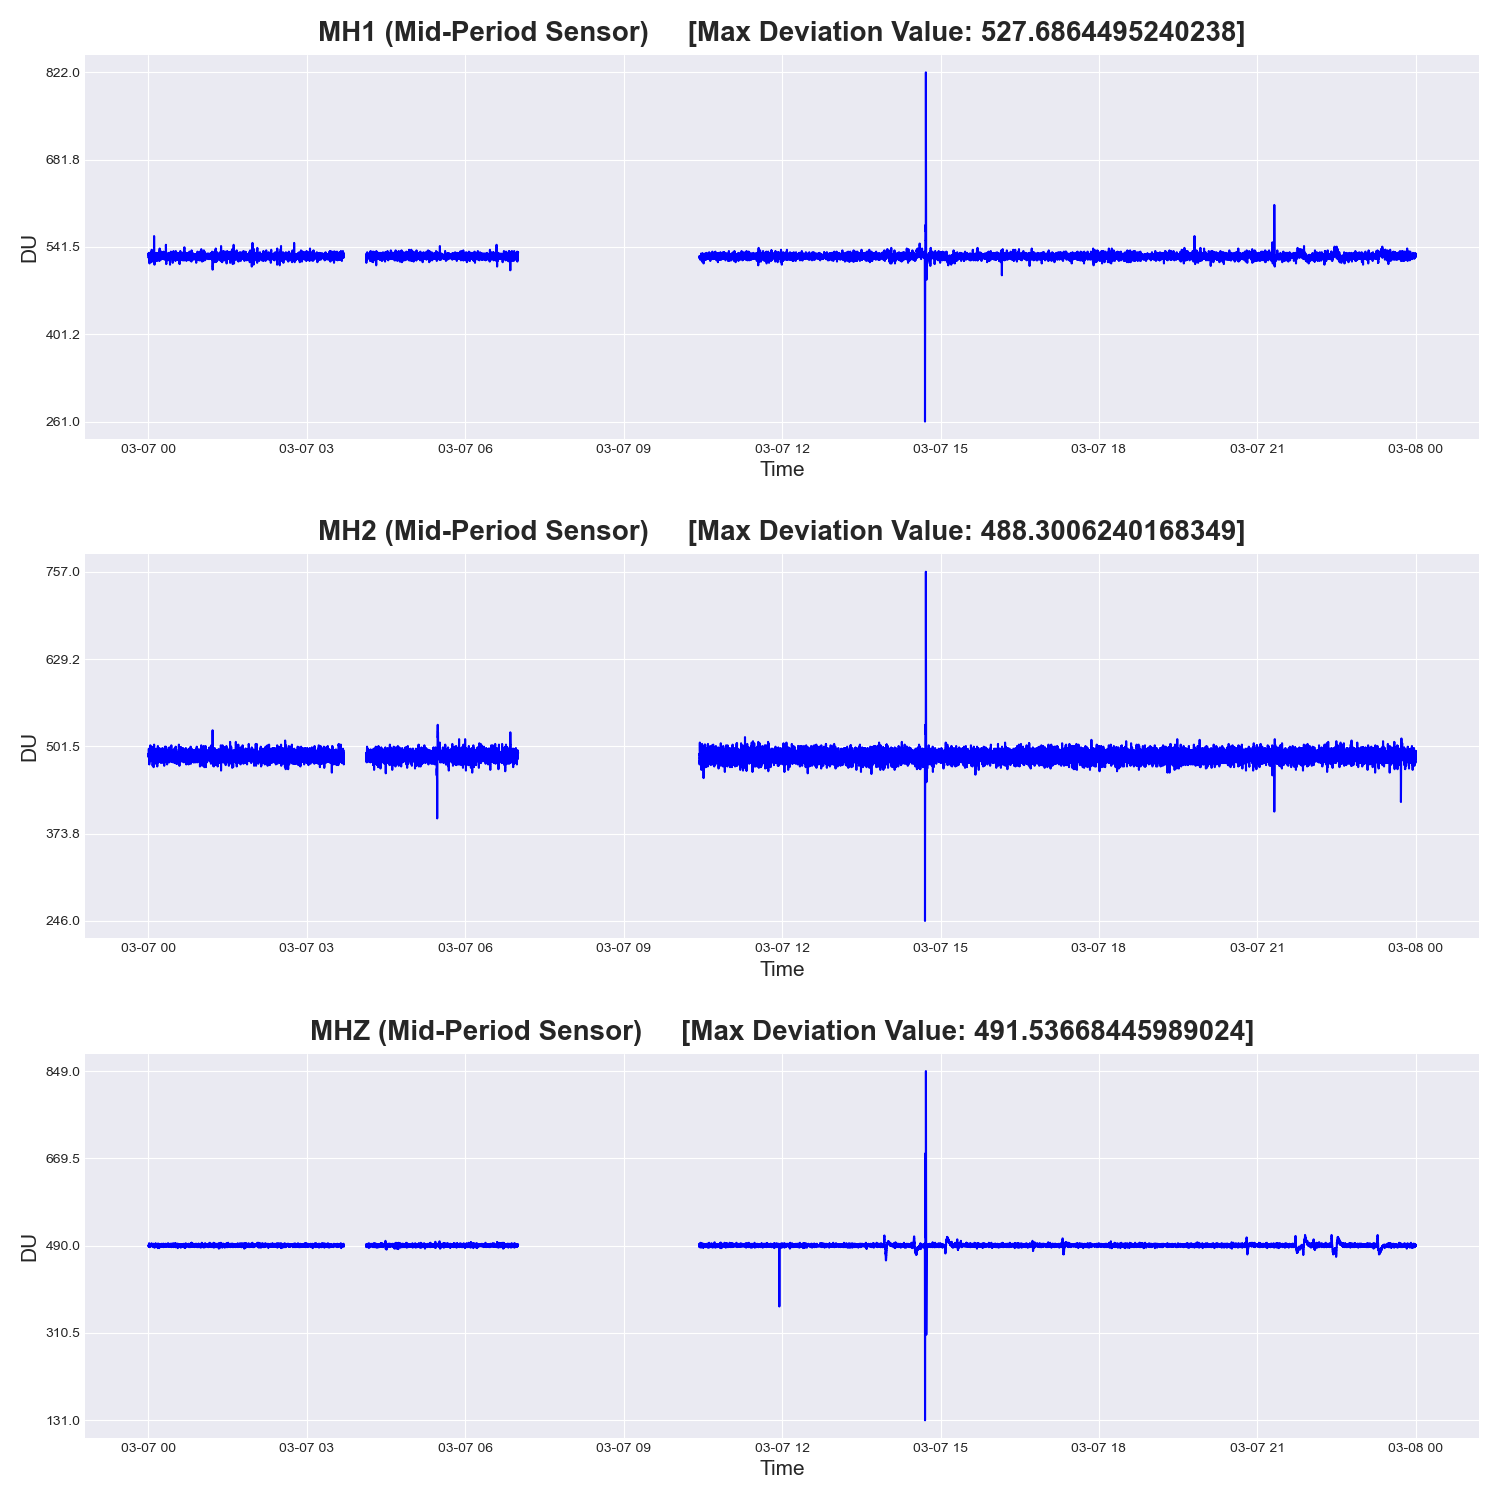 MH1 (Mid-Period Sensor) [Max Deviation Value: 527.6864495240238]
822.0
681.8
541.5
401.2
261.0
DU
03-07 00 03-07 03 03-07 06 03-07 09 03-07 12 03-07 15 03-07 18 03-07 21 03-08 00
Time
MH2 (Mid-Period Sensor) [Max Deviation Value: 488.3006240168349]
757.0
629.2
501.5
373.8
246.0
DU
03-07 00 03-07 03 03-07 06 03-07 09 03-07 12 03-07 15 03-07 18 03-07 21 03-08 00
Time
MHZ (Mid-Period Sensor) [Max Deviation Value: 491.53668445989024]
849.0
669.5
490.0
310.5
131.0
DU
03-07 00 03-07 03 03-07 06 03-07 09 03-07 12 03-07 15 03-07 18 03-07 21 03-08 00
Time